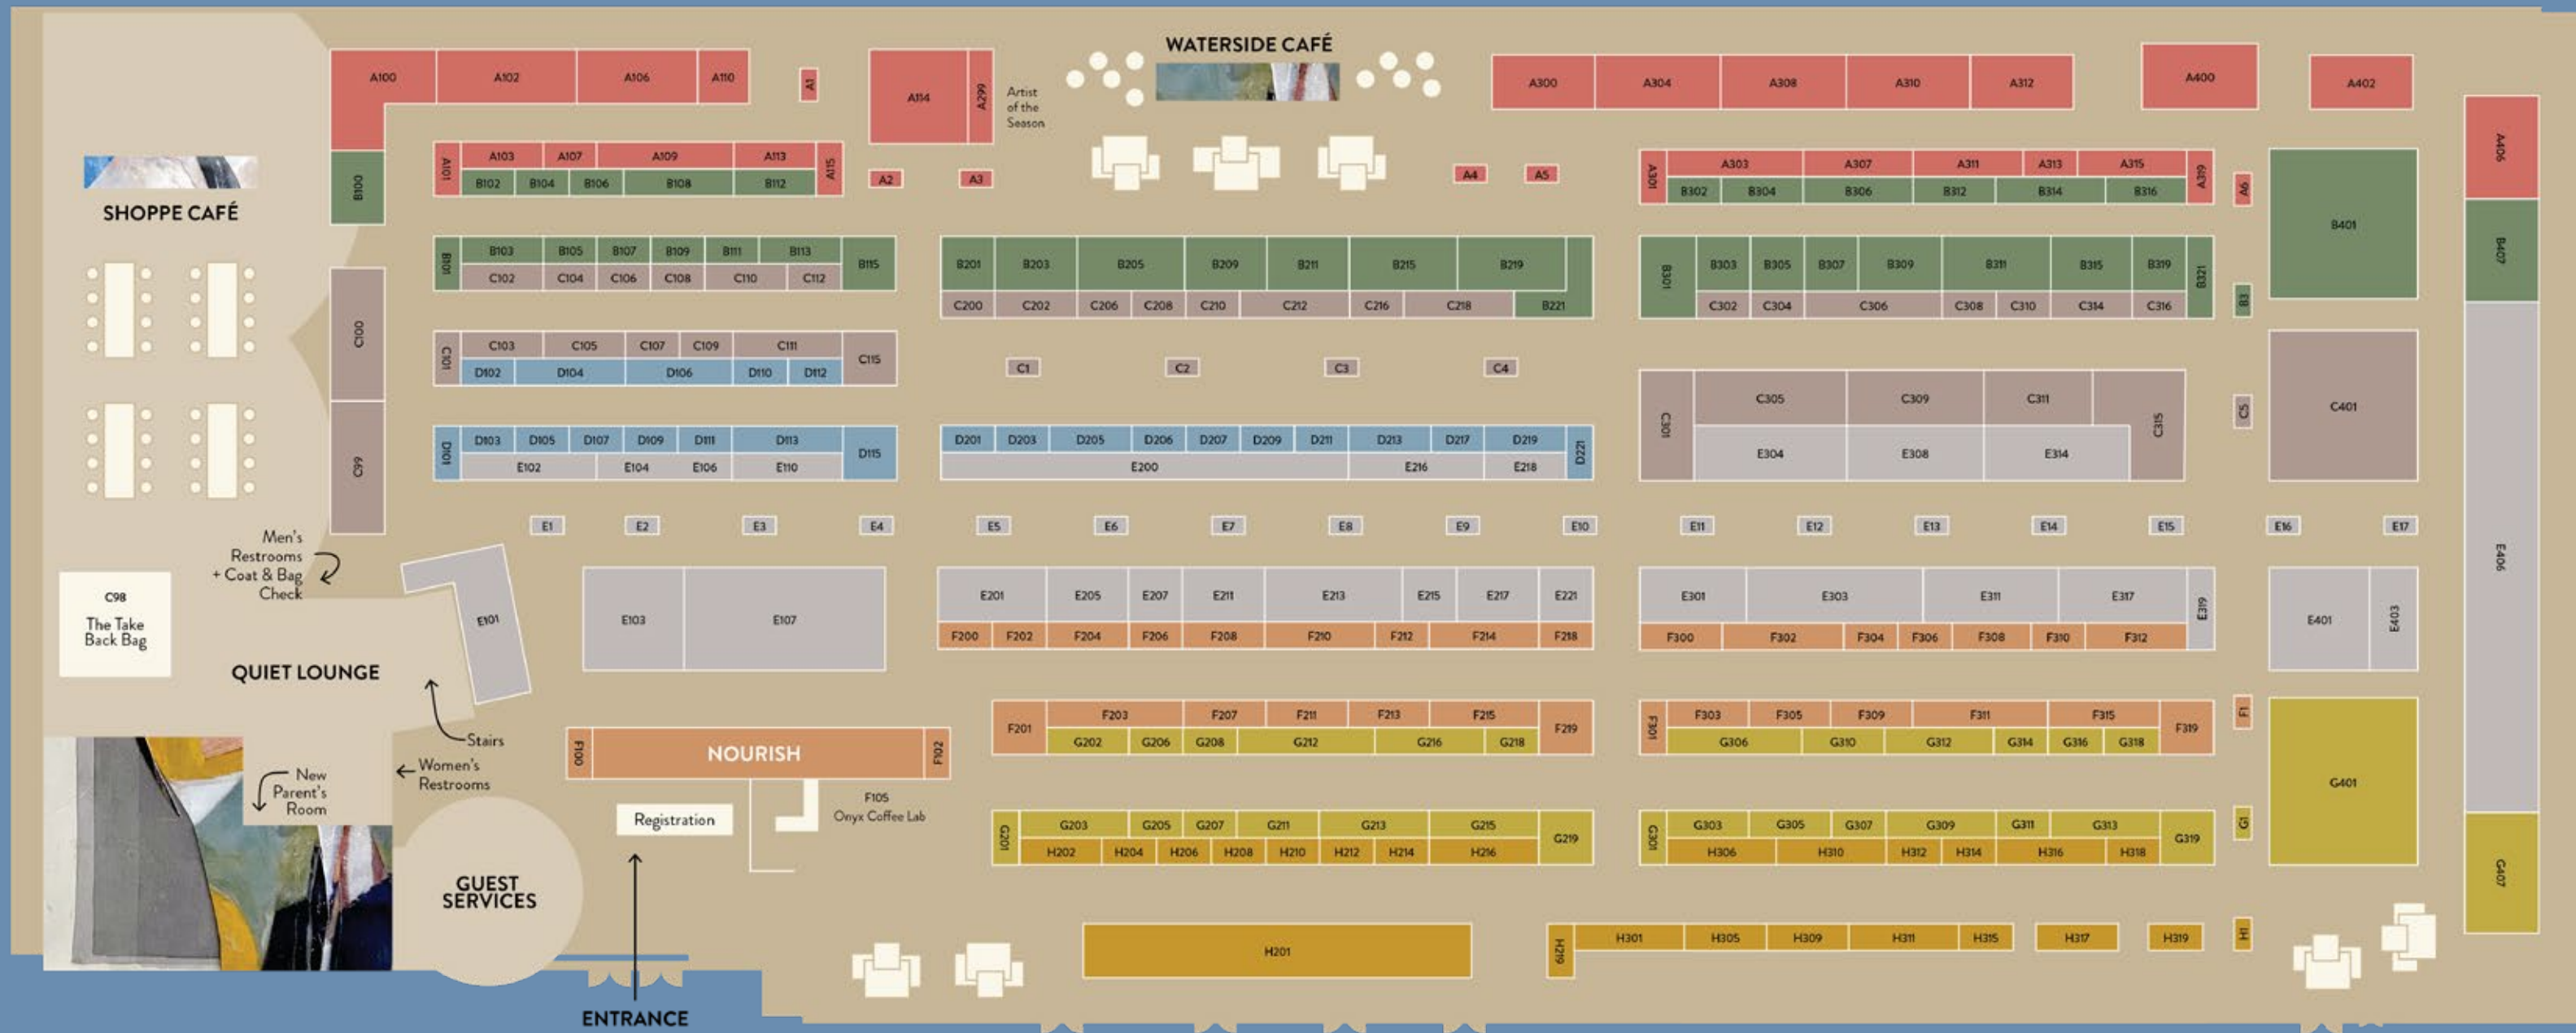 WATERSIDE CAFÉ
A100
A102
A106
A110
A1
A114
A299
Artist
of the
Season
A300
A304
A308
A310
A312
A400
A402
A406
A101
A103
A107
A109
A113
A115
B102
B104
B106
B108
B112
A2
A3
A4
A5
A301
A303
A307
A311
A313
A315
A319
B302
B304
B306
B312
B314
B316
A6
B100
SHOPPE CAFÉ
B401
B407
B101
B103
B105
B107
B109
B111
B113
B115
C102
C104
C106
C108
C110
C112
B201
B203
B205
B209
B211
B215
B219
C200
C202
C206
C208
C210
C212
C216
C218
B221
B301
B303
B305
B307
B309
B311
B315
B319
B321
C302
C304
C306
C308
C310
C314
C316
B3
C100
C101
C103
C105
C107
C109
C111
C115
D102
D104
D106
D110
D112
C1
C2
C3
C4
C301
C305
C309
C311
C315
E304
E308
E314
C5
C401
C99
D101
D103
D105
D107
D109
D111
D113
D115
E102
E104
E106
E110
D201
D203
D205
D206
D207
D209
D211
D213
D217
D219
D221
E200
E216
E218
E1
E2
E3
E4
E5
E6
E7
E8
E9
E10
E11
E12
E13
E14
E15
E16
E17
E406
Men's
Restrooms
+ Coat & Bag
Check
C98
The Take
Back Bag
QUIET LOUNGE
E101
E103
E107
E201
E205
E207
E211
E213
E215
E217
E221
F200
F202
F204
F206
F208
F210
F212
F214
F218
E301
E303
E311
E317
E319
F300
F302
F304
F306
F308
F310
F312
E401
E403
Stairs
Women's
Restrooms
New
Parent's
Room
F100
NOURISH
F02
F105
Onyx Coffee Lab
Registration
F201
F203
F207
F211
F213
F215
F219
G202
G206
G208
G212
G216
G218
F301
F303
F305
F309
F311
F315
F319
G306
G310
G312
G314
G316
G318
F1
G401
G407
G201
G203
G205
G207
G211
G213
G215
G219
H202
H204
H206
H208
H210
H212
H214
H216
G301
G303
G305
G307
G309
G311
G313
G319
H306
H310
H312
H314
H316
H318
G1
GUEST
SERVICES
H201
H219
H301
H305
H309
H311
H315
H317
H319
H1
ENTRANCE